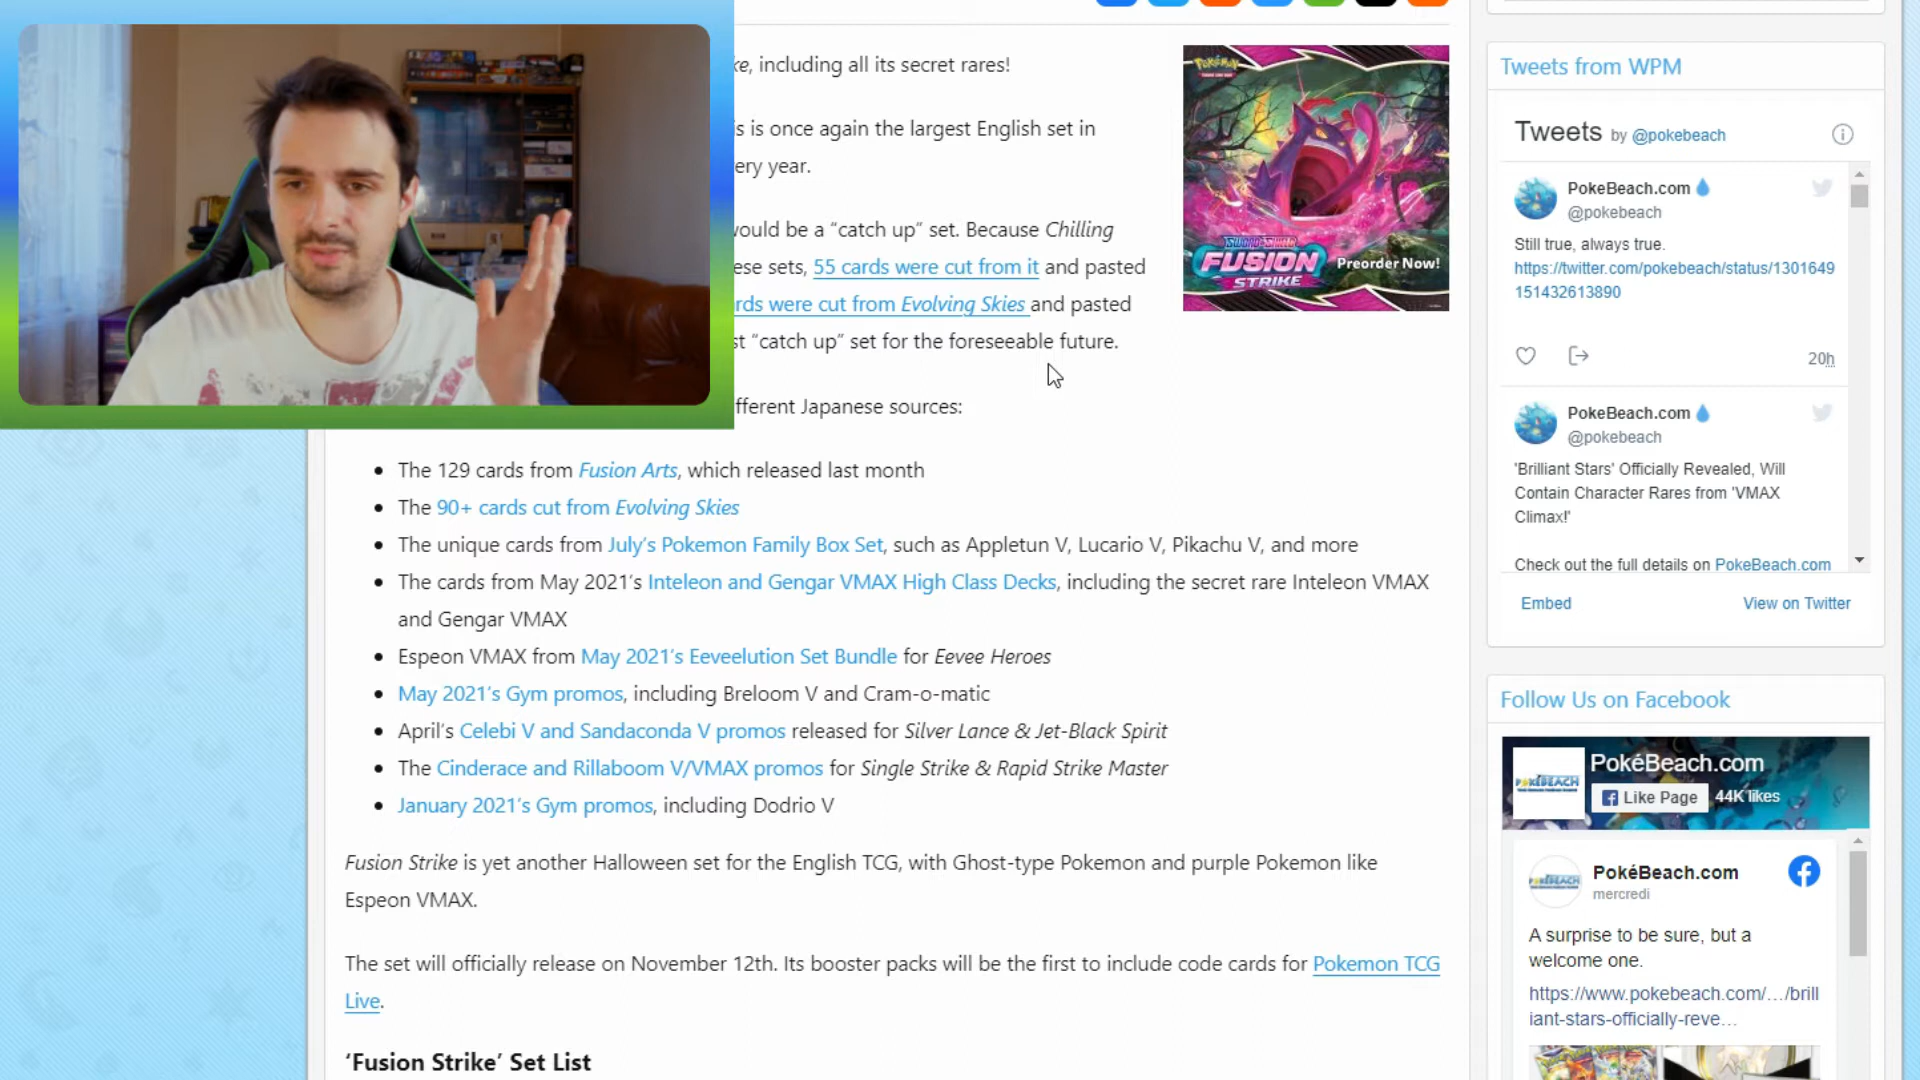 ke, including all its secret rares!
is is once again the largest English set in
ery year.
would be a “catch up” set. Because Chilling
ese sets, 55 cards were cut from it and pasted
rds were cut from Evolving Skies and pasted
st “catch up” set for the foreseeable future.
fferent Japanese sources:
• The 129 cards from Fusion Arts, which released last month
• The 90+ cards cut from Evolving Skies
• The unique cards from July’s Pokemon Family Box Set, such as Appletun V, Lucario V, Pikachu V, and more
• The cards from May 2021’s Inteleon and Gengar VMAX High Class Decks, including the secret rare Inteleon VMAX
and Gengar VMAX
• Espeon VMAX from May 2021’s Eeveelution Set Bundle for Eevee Heroes
• May 2021’s Gym promos, including Breloom V and Cram-o-matic
• April’s Celebi V and Sandaconda V promos released for Silver Lance & Jet-Black Spirit
• The Cinderace and Rillaboom V/VMAX promos for Single Strike & Rapid Strike Master
• January 2021’s Gym promos, including Dodrio V
Fusion Strike is yet another Halloween set for the English TCG, with Ghost-type Pokemon and purple Pokemon like
Espeon VMAX.
The set will officially release on November 12th. Its booster packs will be the first to include code cards for Pokemon TCG
Live.
‘Fusion Strike’ Set List
POKéMON
SWORD & SHIELD
FUSION
STRIKE
Preorder Now!
Tweets from WPM
Tweets by @pokebeach
PokeBeach.com
@pokebeach
Still true, always true.
https://twitter.com/pokebeach/status/1301649
151432613890
20h
PokeBeach.com
@pokebeach
'Brilliant Stars' Officially Revealed, Will
Contain Character Rares from 'VMAX
Climax!'
Check out the full details on PokeBeach.com
Embed
View on Twitter
Follow Us on Facebook
POKéBEACH
PokéBeach.com
Like Page
44K likes
POKéBEACH
PokéBeach.com
mercredi
A surprise to be sure, but a
welcome one.
https://www.pokebeach.com/…/brill
iant-stars-officially-reve…